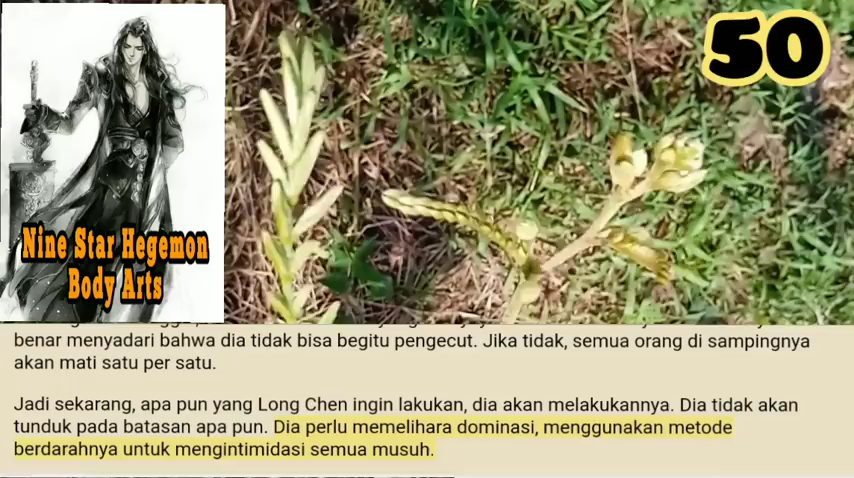 50
Nine Star Hegemon
Body Arts
benar menyadari bahwa dia tidak bisa begitu pengecut. Jika tidak, semua orang di sampingnya
akan mati satu per satu.
Jadi sekarang, apa pun yang Long Chen ingin lakukan, dia akan melakukannya. Dia tidak akan
tunduk pada batasan apa pun. Dia perlu memelihara dominasi, menggunakan metode
berdarahnya untuk mengintimidasi semua musuh.